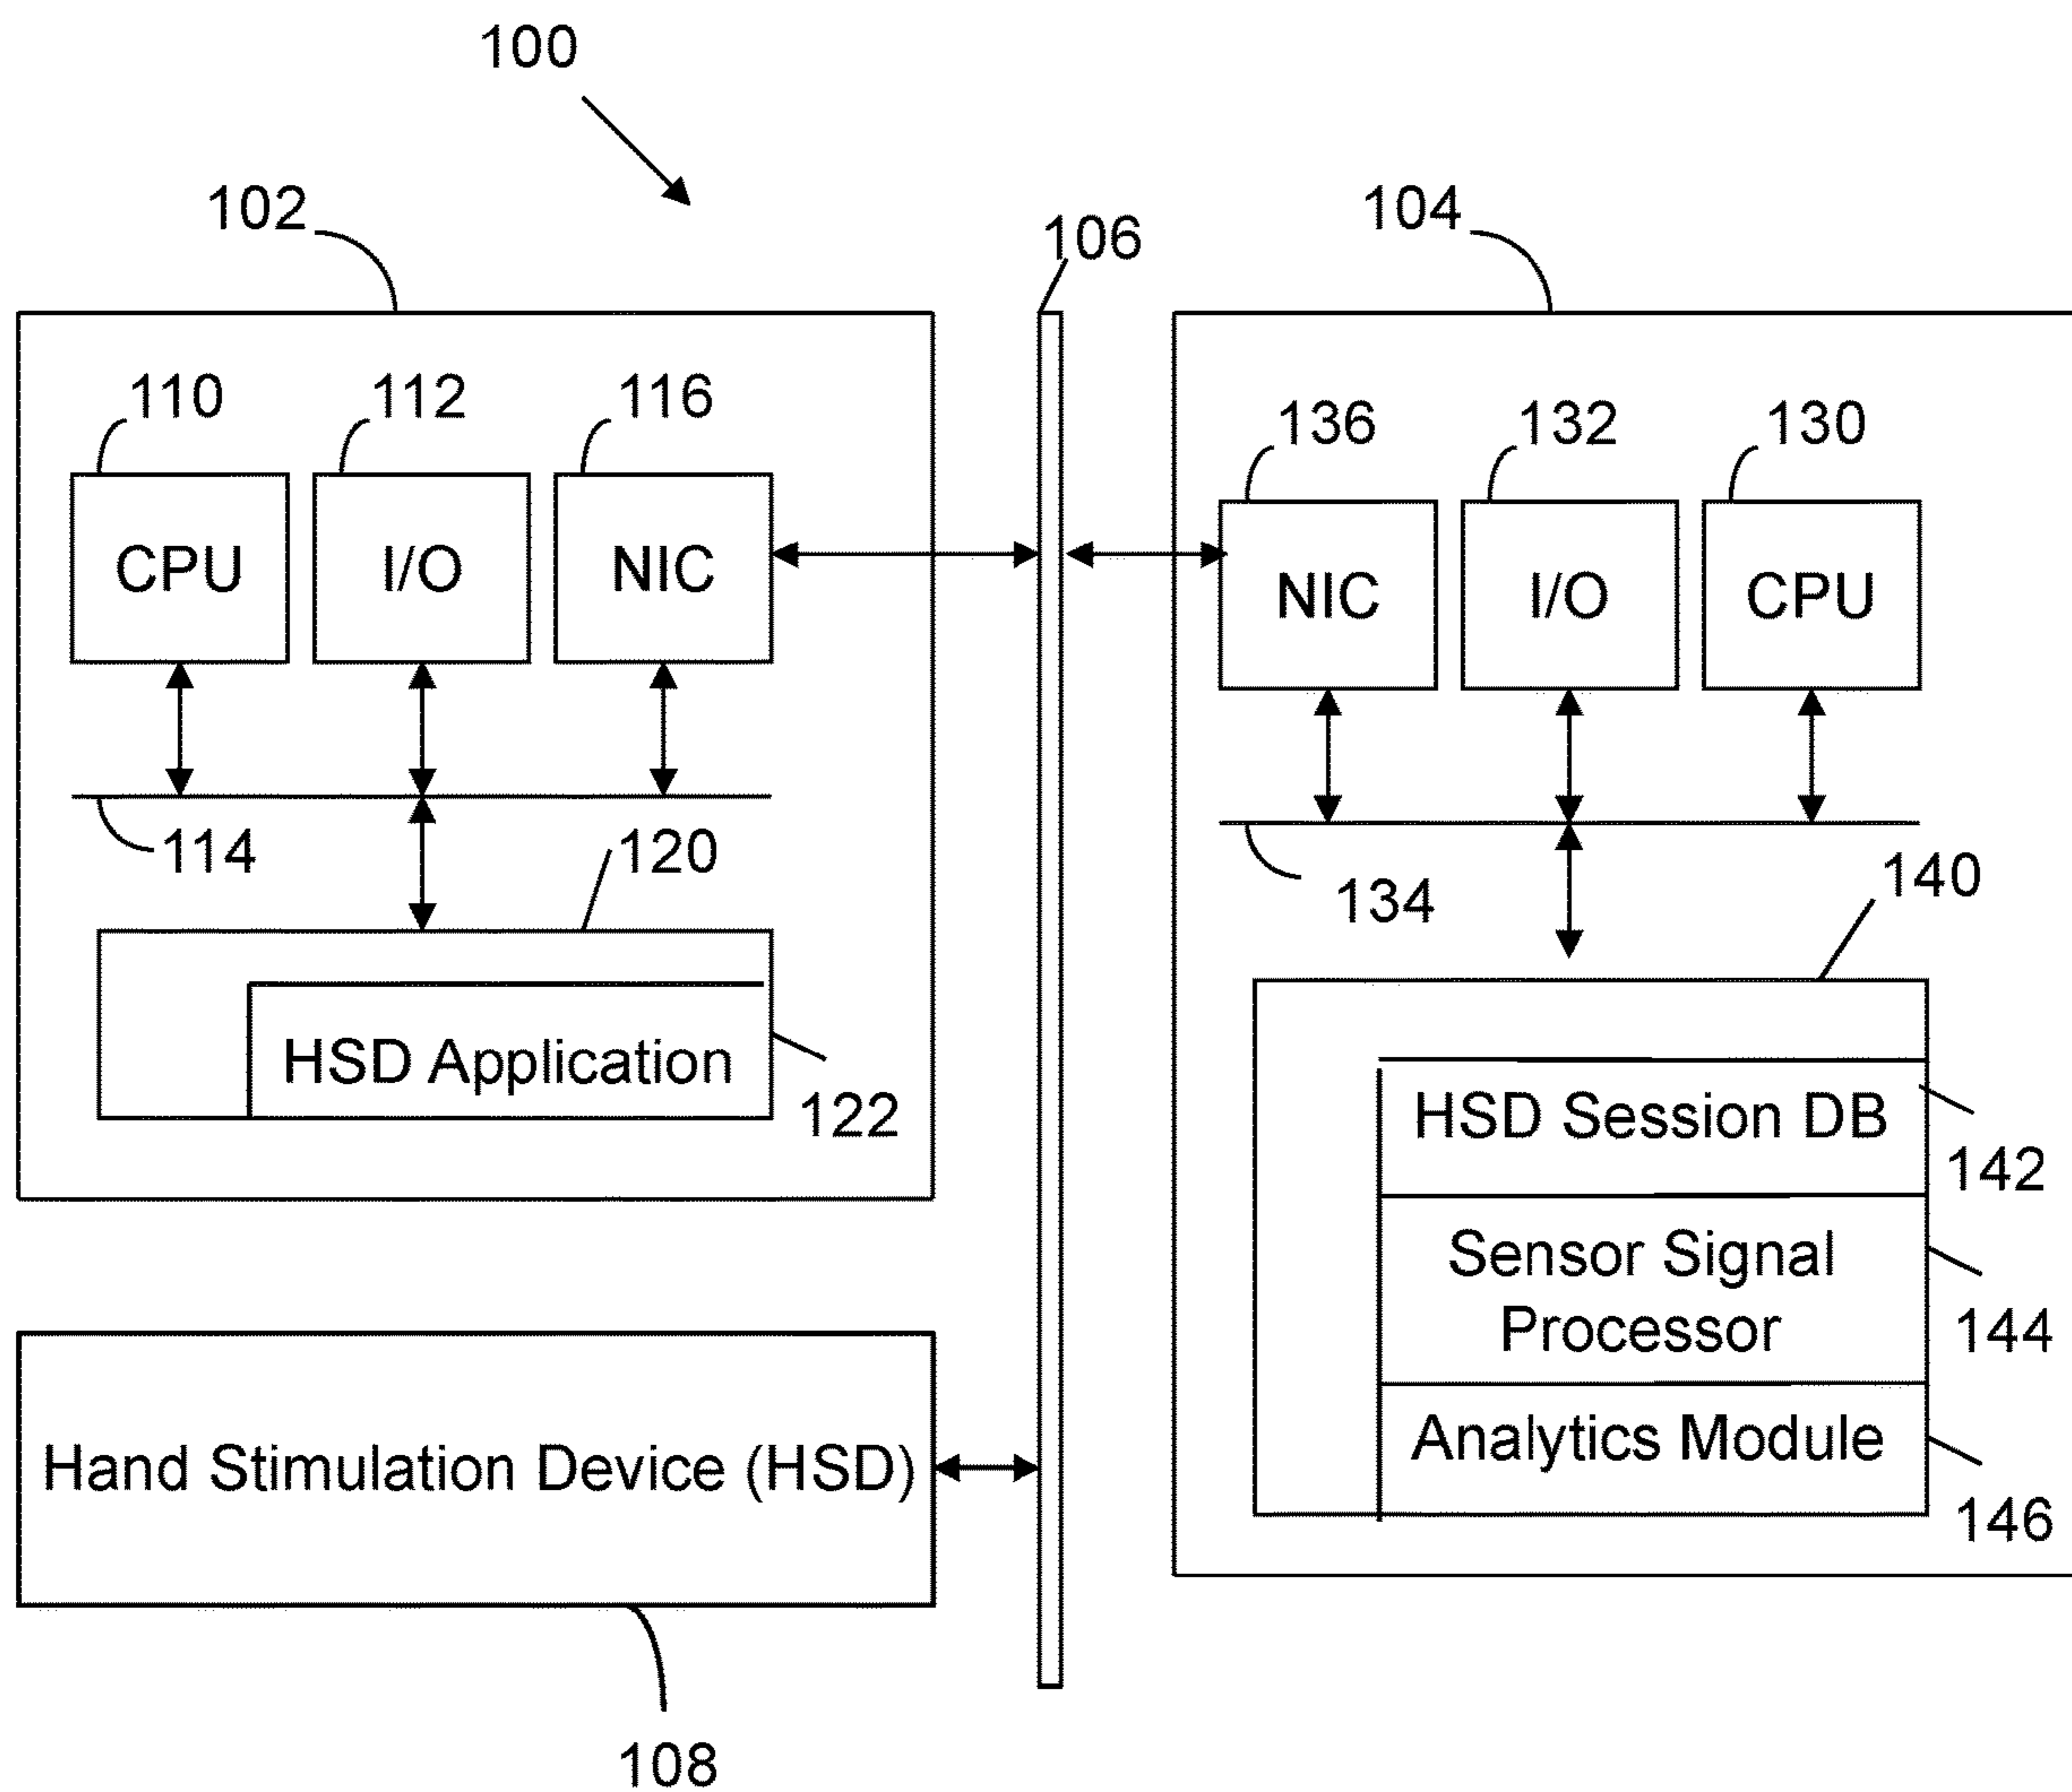 100
102
106
104
110
112
116
136
132
130
CPU
I/O
NIC
NIC
I/O
CPU
114
120
134
140
HSD Application
122
HSD Session DB
142
Sensor Signal
Processor
144
Analytics Module
146
Hand Stimulation Device (HSD)
108